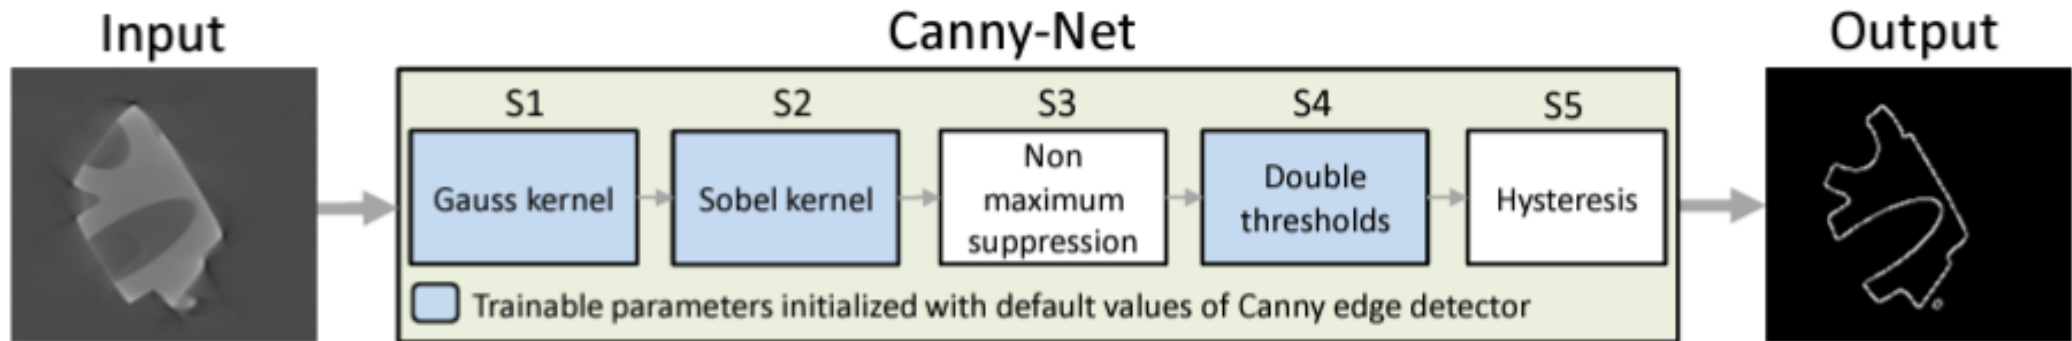 Input
Canny-Net
Output
S1
S2
S3
S4
S5
Gauss kernel
Sobel kernel
Non
maximum
suppression
Double
thresholds
Hysteresis
Trainable parameters initialized with default values of Canny edge detector